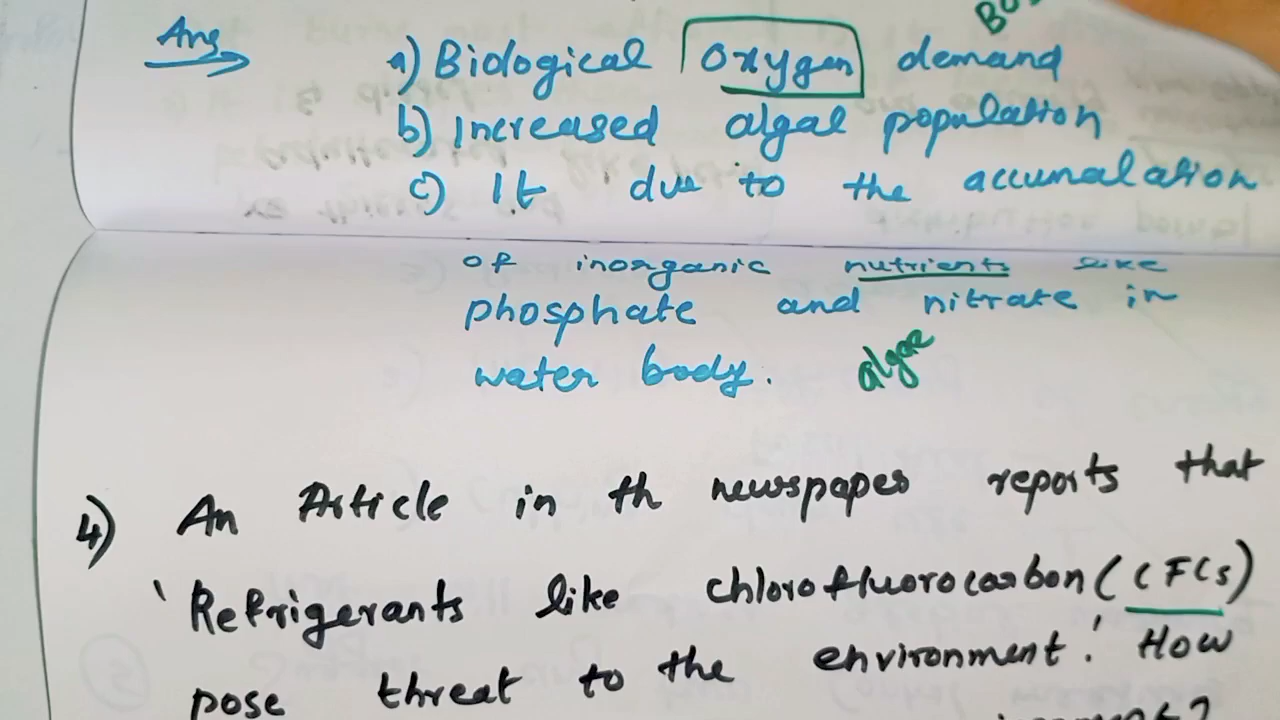 Ans
a) Biological Oxygen demand
b) Increased algal population
c) It due to the accumalation
of inorganic nutrients like
phosphate and nitrate in
water body. algae
4) An Article in th newspaper reports that
'Refrigerants like chlorofluorocarbon (CFCs)
pose threat to the environment.' How